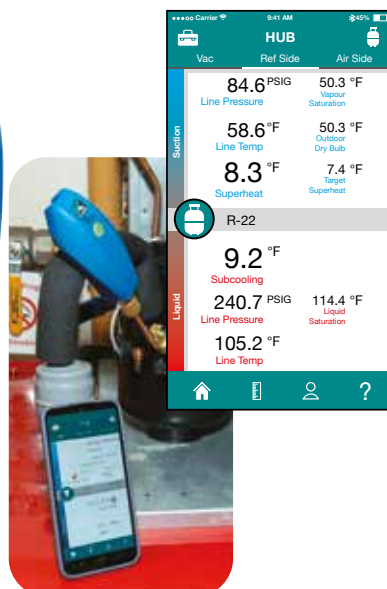 Carrier 9:41 AM 45%
HUB
Vac Ref Side Air Side
84.6 PSIG 50.3 °F
Line Pressure Vapour Saturation
58.6 °F 50.3 °F
Line Temp Outdoor Dry Bulb
8.3 °F 7.4 °F
Superheat Target Superheat
Suction
R-22
9.2 °F
Subcooling
240.7 PSIG 114.4 °F
Line Pressure Liquid Saturation
105.2 °F
Line Temp
Liquid
?